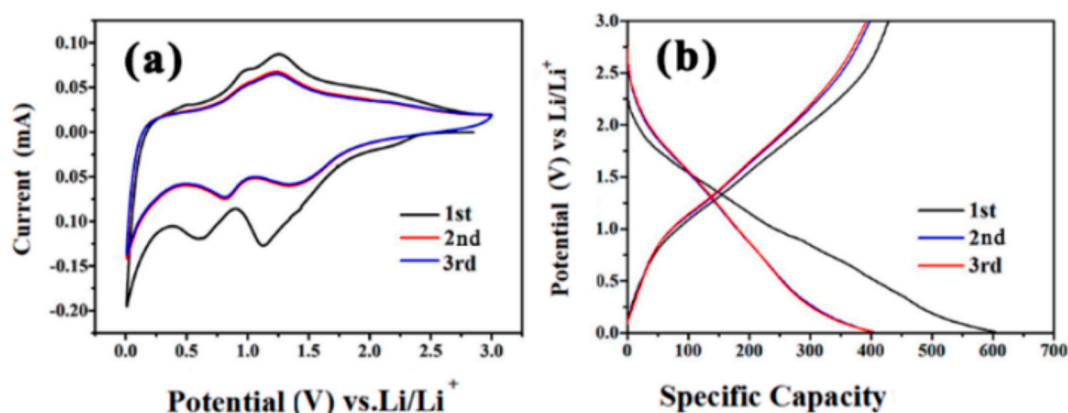 (a)
0.10
0.05
0.00
0.05
0.10
-0.15
-0.20
Current (mA)
1st
2nd
3rd
0.0 0.5 1.0 1.5 2.0 2.5 3.0
Potential (V) vs.Li/Li+
(b)
3.0
2.5
2.0
1.5
1.0
0.5
0.0
Potential (V) vs Li/Li+
1st
2nd
3rd
0 100 200 300 400 500 600 700
Specific Capacity